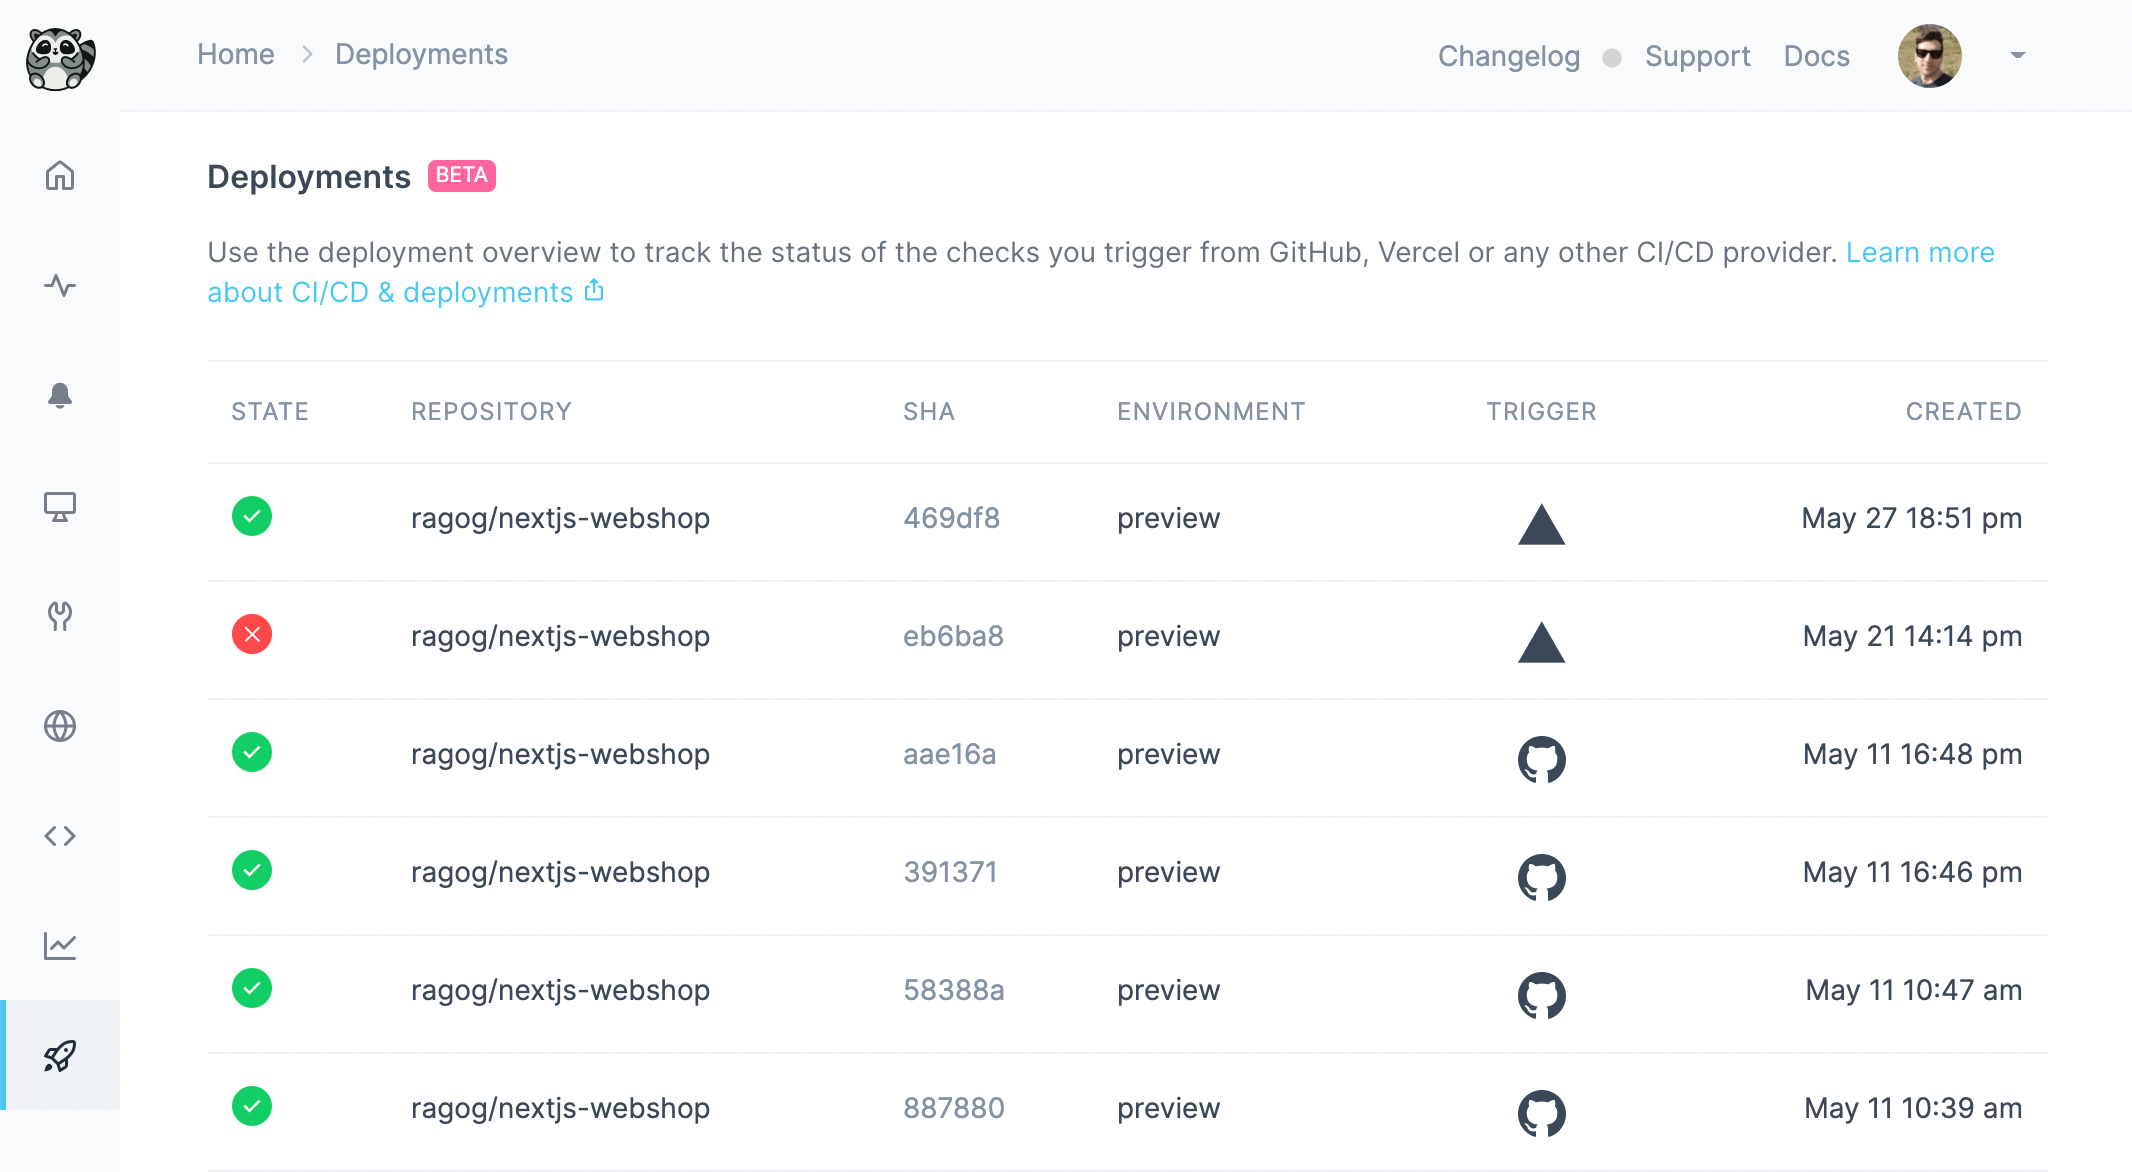 Home > Deployments
Changelog Support Docs
Deployments BETA
Use the deployment overview to track the status of the checks you trigger from GitHub, Vercel or any other CI/CD provider. Learn more
about CI/CD & deployments
STATE REPOSITORY SHA ENVIRONMENT TRIGGER CREATED
ragog/nextjs-webshop 469df8 preview May 27 18:51 pm
ragog/nextjs-webshop eb6ba8 preview May 21 14:14 pm
ragog/nextjs-webshop aae16a preview May 11 16:48 pm
ragog/nextjs-webshop 391371 preview May 11 16:46 pm
ragog/nextjs-webshop 58388a preview May 11 10:47 am
ragog/nextjs-webshop 887880 preview May 11 10:39 am